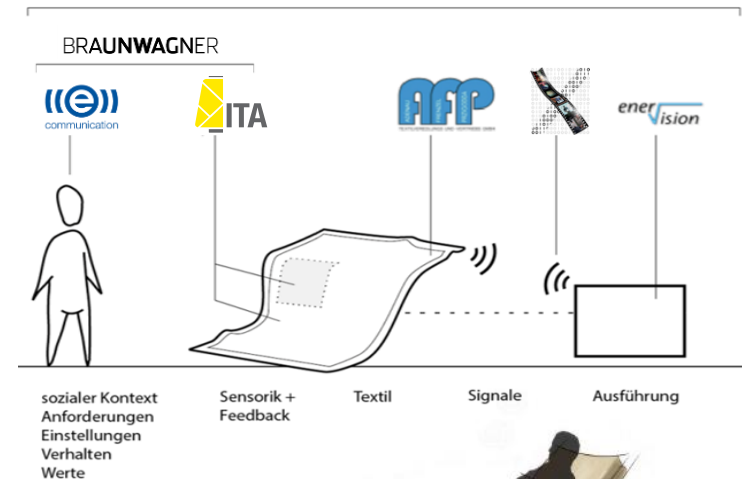 BRAUNWAGNER
((e))
communication
ITA
AFP
ener vision
sozialer Kontext
Anforderungen
Einstellungen
Verhalten
Werte
Sensorik +
Feedback
Textil
Signale
Ausführung